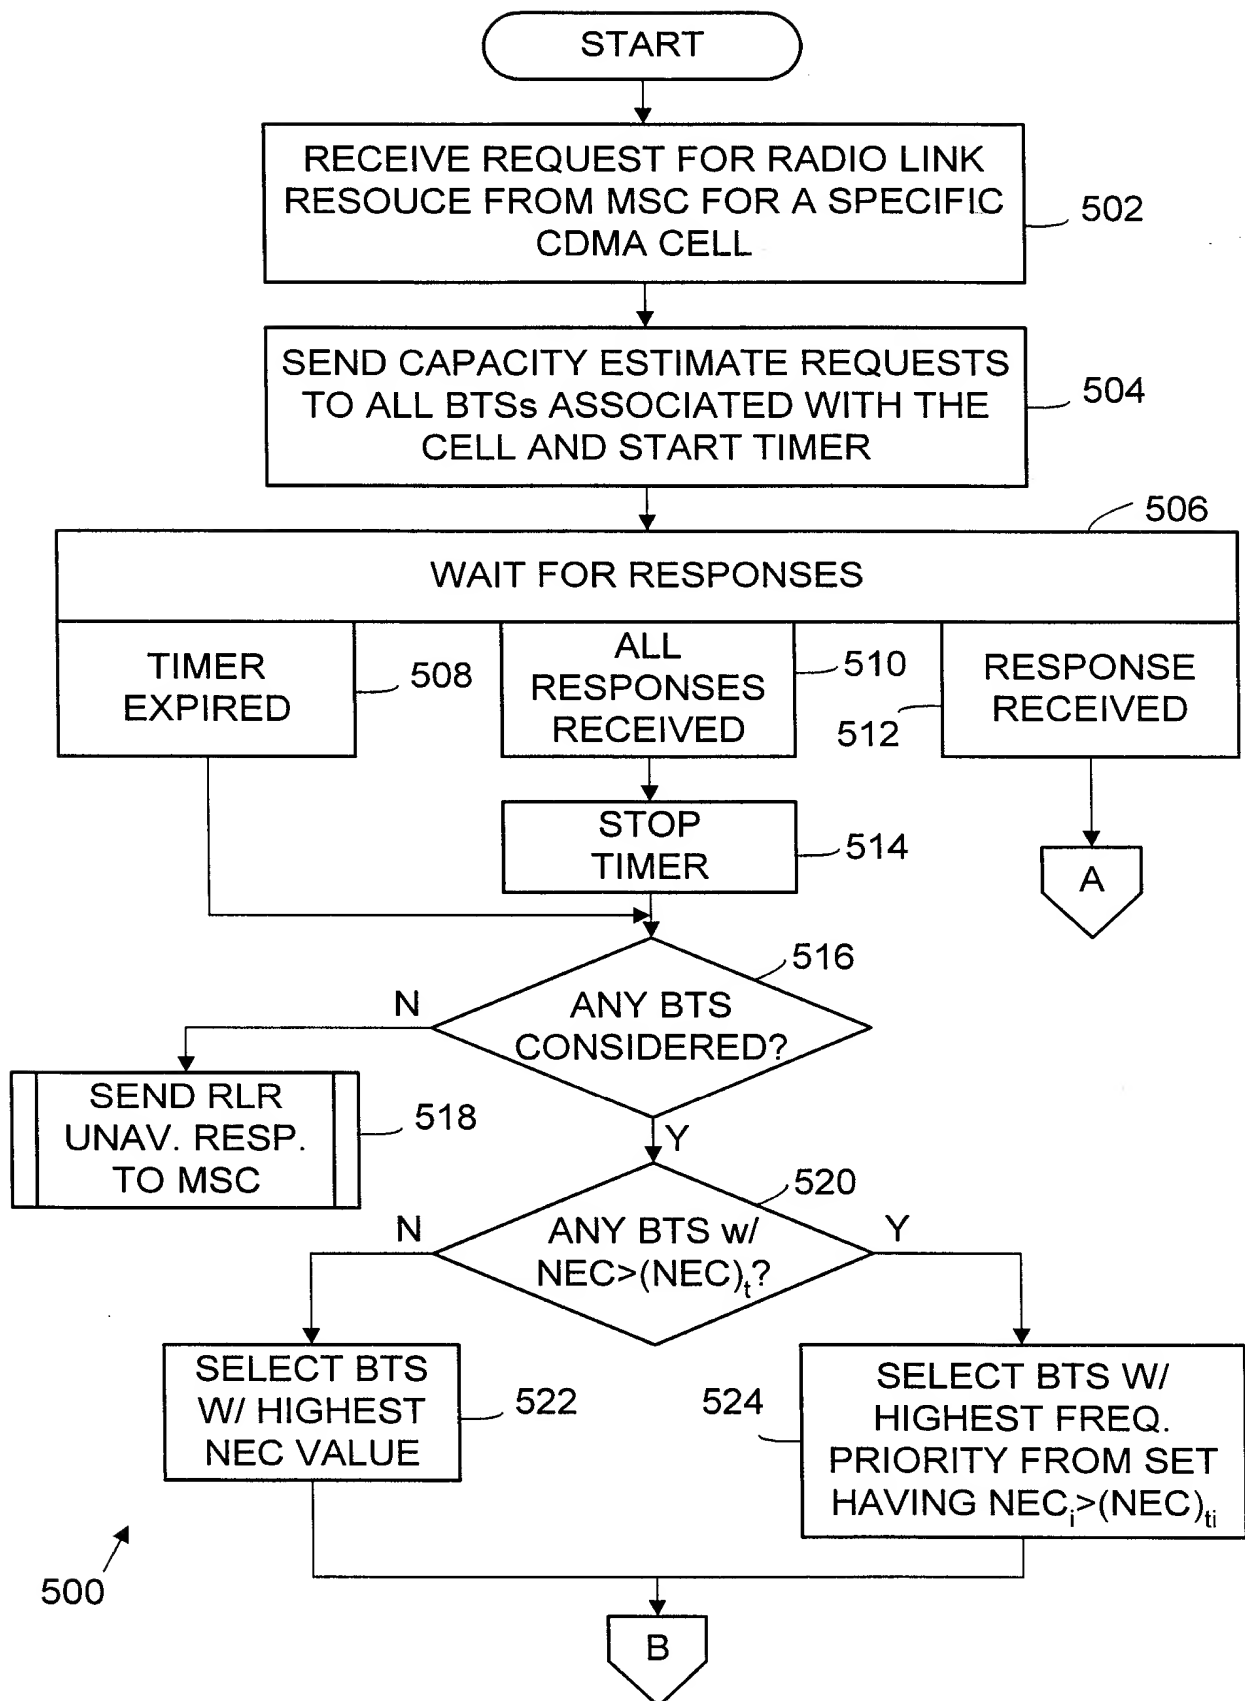 START
RECEIVE REQUEST FOR RADIO LINK
RESOUCE FROM MSC FOR A SPECIFIC
CDMA CELL
502
SEND CAPACITY ESTIMATE REQUESTS
TO ALL BTSs ASSOCIATED WITH THE
CELL AND START TIMER
504
506
WAIT FOR RESPONSES
TIMER
EXPIRED
508
ALL
RESPONSES
RECEIVED
510
RESPONSE
RECEIVED
512
STOP
TIMER
514
A
516
ANY BTS
CONSIDERED?
N
Y
SEND RLR
UNAV. RESP.
TO MSC
518
520
ANY BTS w/
NEC>(NEC)t?
N
Y
SELECT BTS
W/ HIGHEST
NEC VALUE
522
524
SELECT BTS W/
HIGHEST FREQ.
PRIORITY FROM SET
HAVING NECi>(NEC)ti
500
B